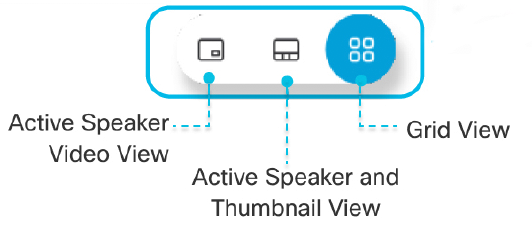 Active Speaker
Video View
Active Speaker and
Thumbnail View
Grid View